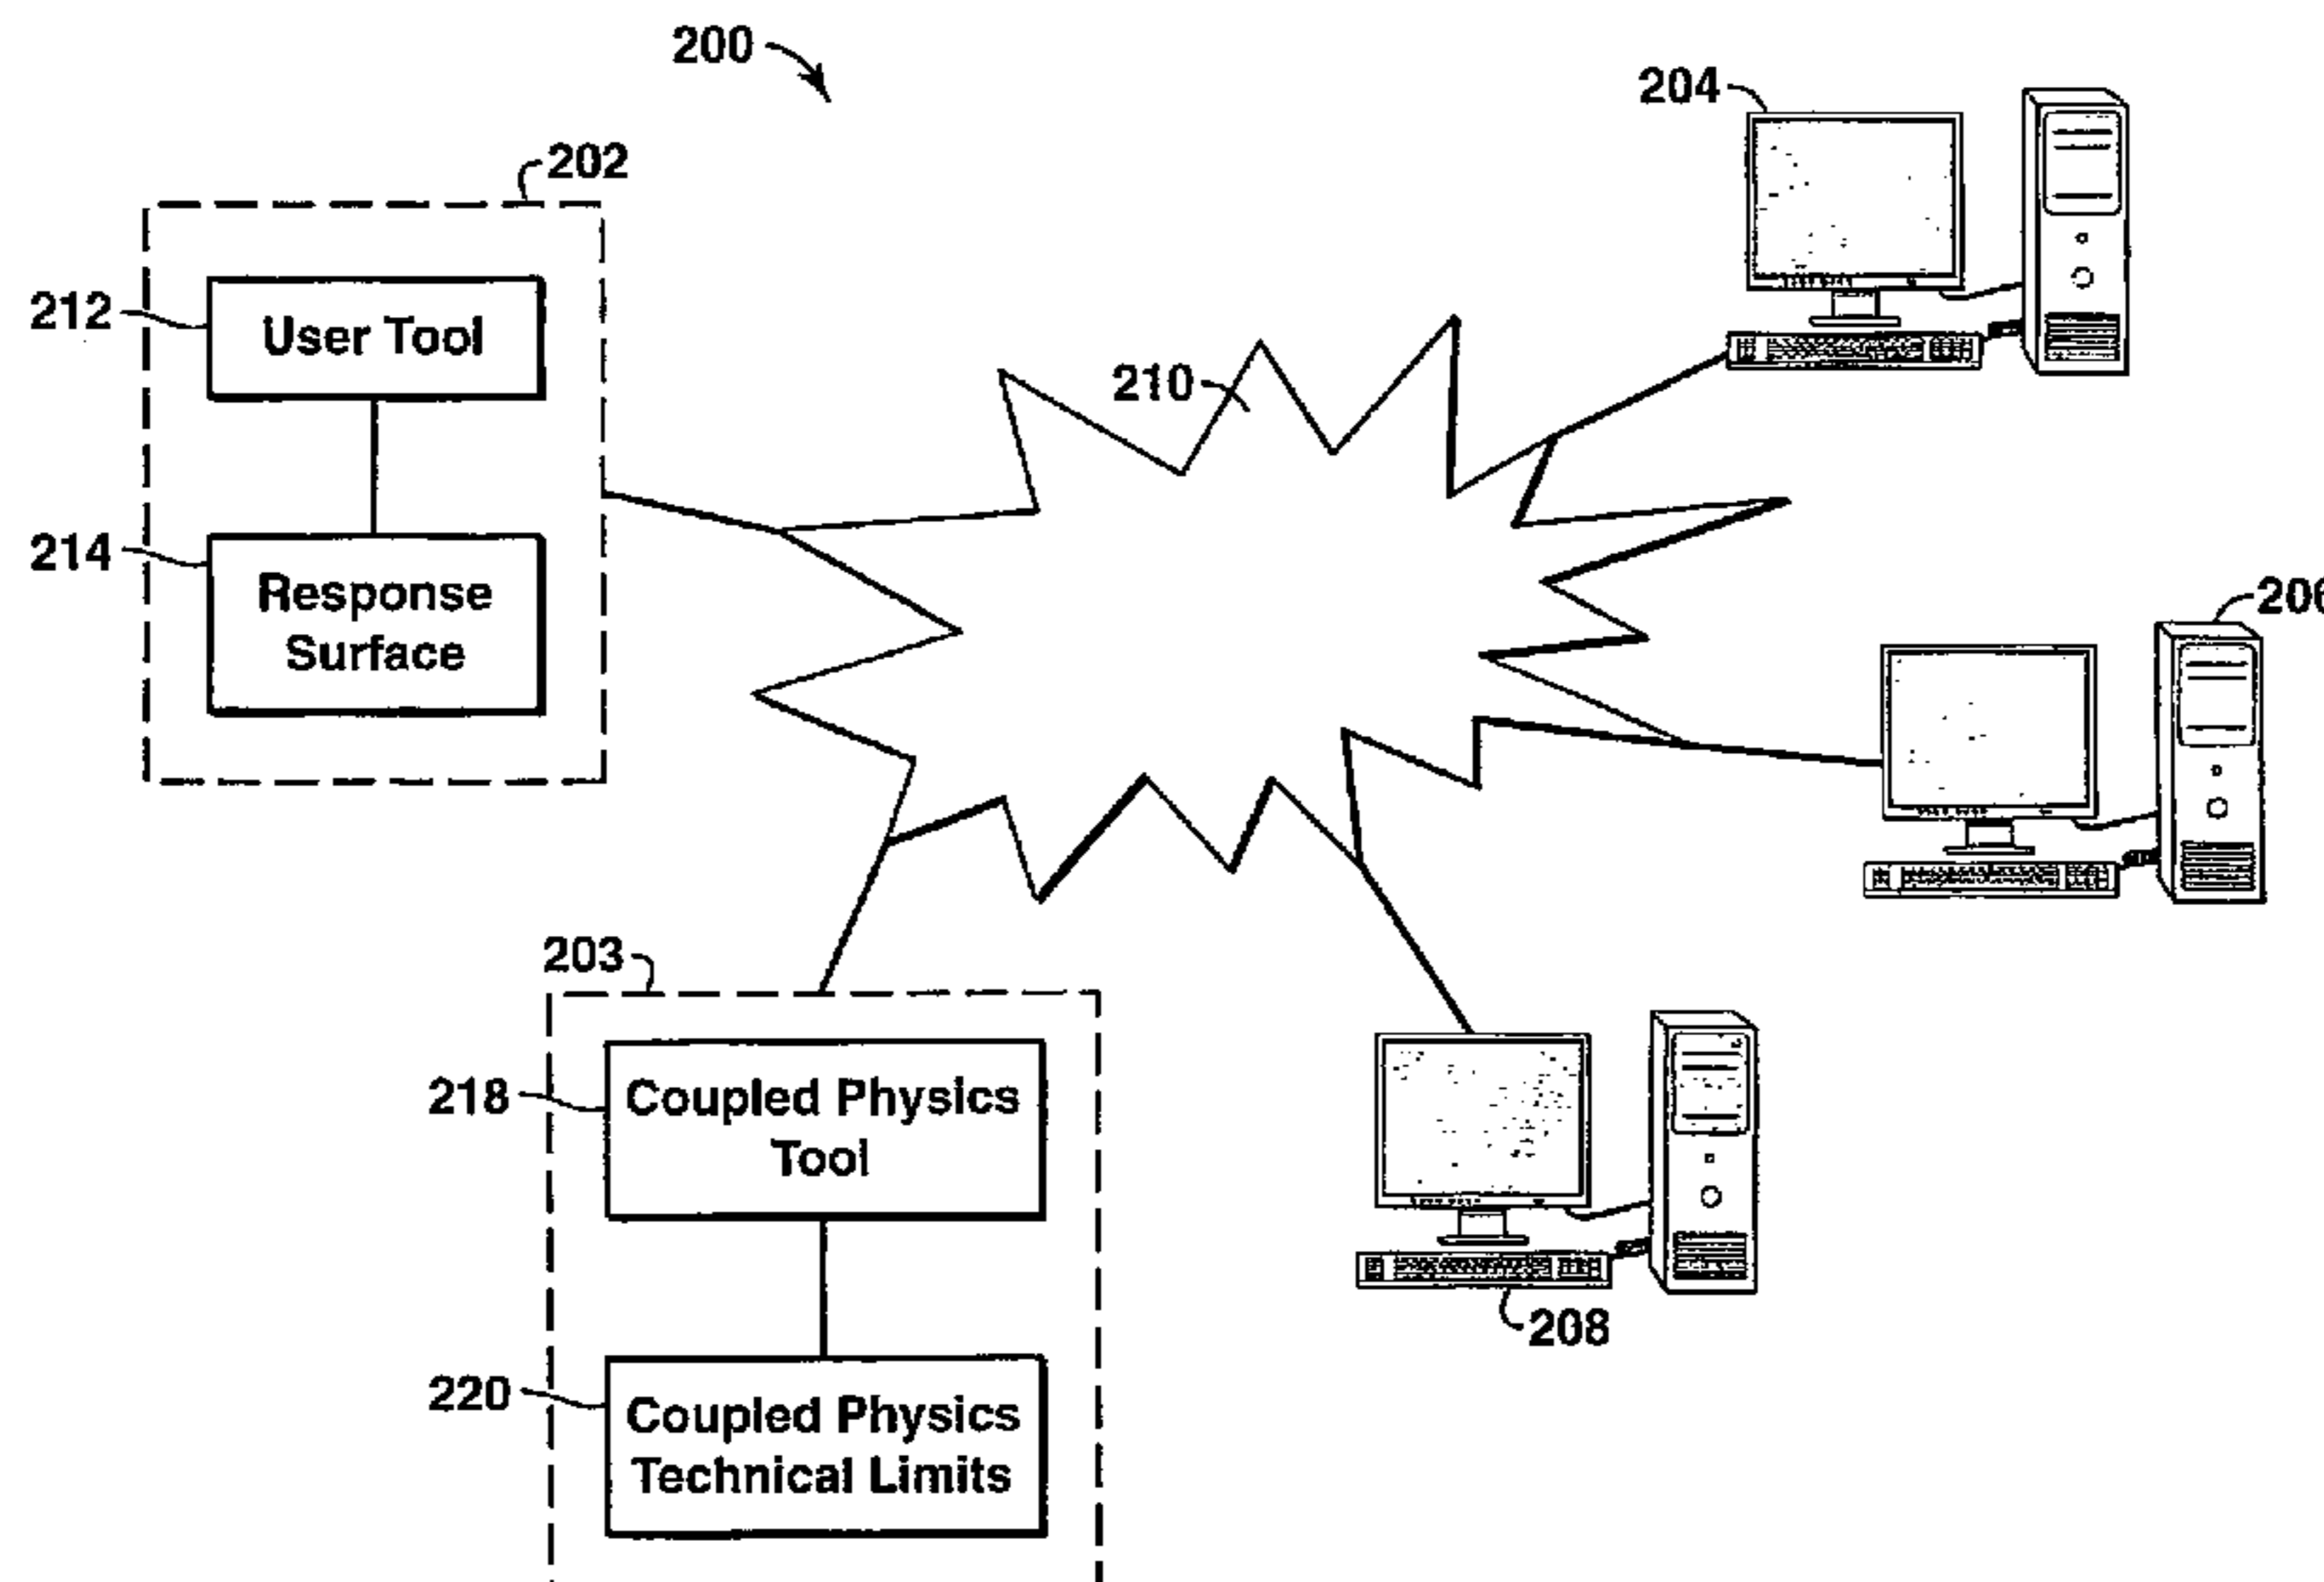 200
204
202
212
User Tool
210
214
Response
Surface
206
203
218
Coupled Physics
Tool
208
220
Coupled Physics
Technical Limits